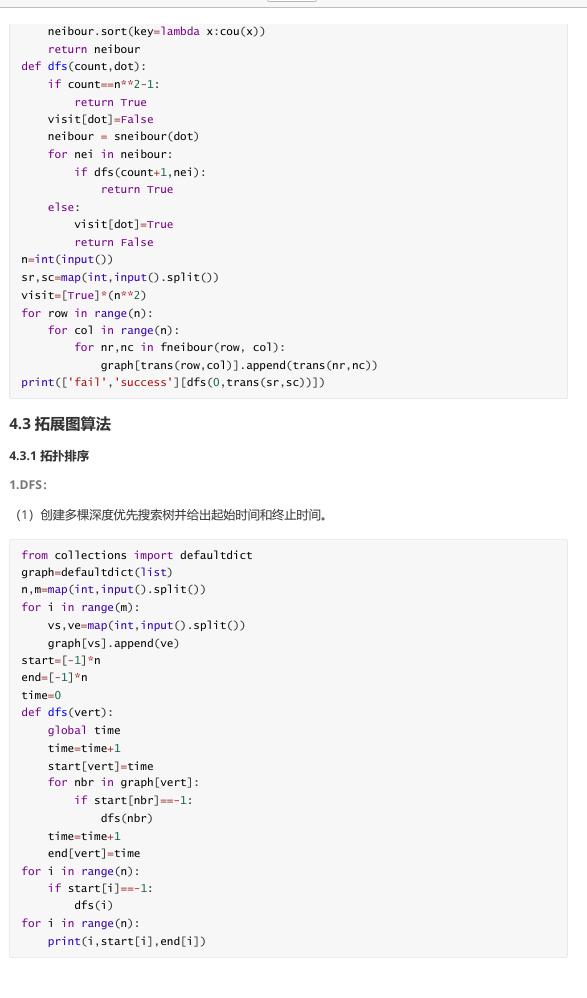 neibour.sort(key=lambda x:cou(x))
    return neibour
def dfs(count,dot):
    if count==n**2-1:
        return True
    visit[dot]=False
    neibour = sneibour(dot)
    for nei in neibour:
        if dfs(count+1,nei):
            return True
    else:
        visit[dot]=True
        return False
n=int(input())
sr,sc=map(int,input().split())
visit=[True]*(n**2)
for row in range(n):
    for col in range(n):
        for nr,nc in fneibour(row, col):
            graph[trans(row,col)].append(trans(nr,nc))
print(['fail','success'][dfs(0,trans(sr,sc))])
4.3 拓展图算法
4.3.1 拓扑排序
1.DFS：
（1）创建多棵深度优先搜索树并给出起始时间和终止时间。
from collections import defaultdict
graph=defaultdict(list)
n,m=map(int,input().split())
for i in range(m):
    vs,ve=map(int,input().split())
    graph[vs].append(ve)
start=[-1]*n
end=[-1]*n
time=0
def dfs(vert):
    global time
    time=time+1
    start[vert]=time
    for nbr in graph[vert]:
        if start[nbr]==-1:
            dfs(nbr)
    time=time+1
    end[vert]=time
for i in range(n):
    if start[i]==-1:
        dfs(i)
for i in range(n):
    print(i,start[i],end[i])